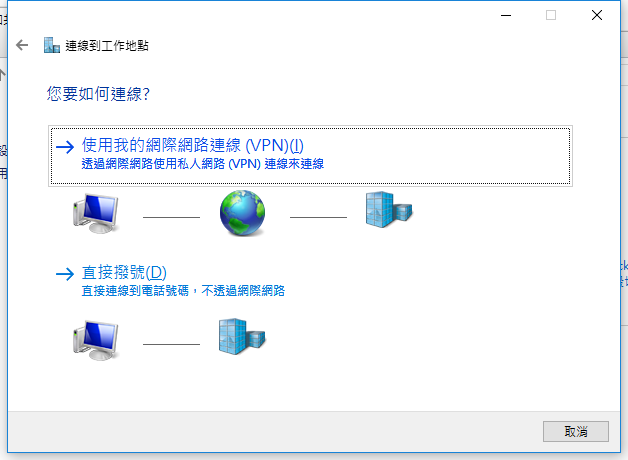 連線到工作地點
您要如何連線?
使用我的網際網路連線 (VPN)(I)
透過網際網路使用私人網路 (VPN) 連線來連線
直接撥號(D)
直接連線到電話號碼，不透過網際網路
取消